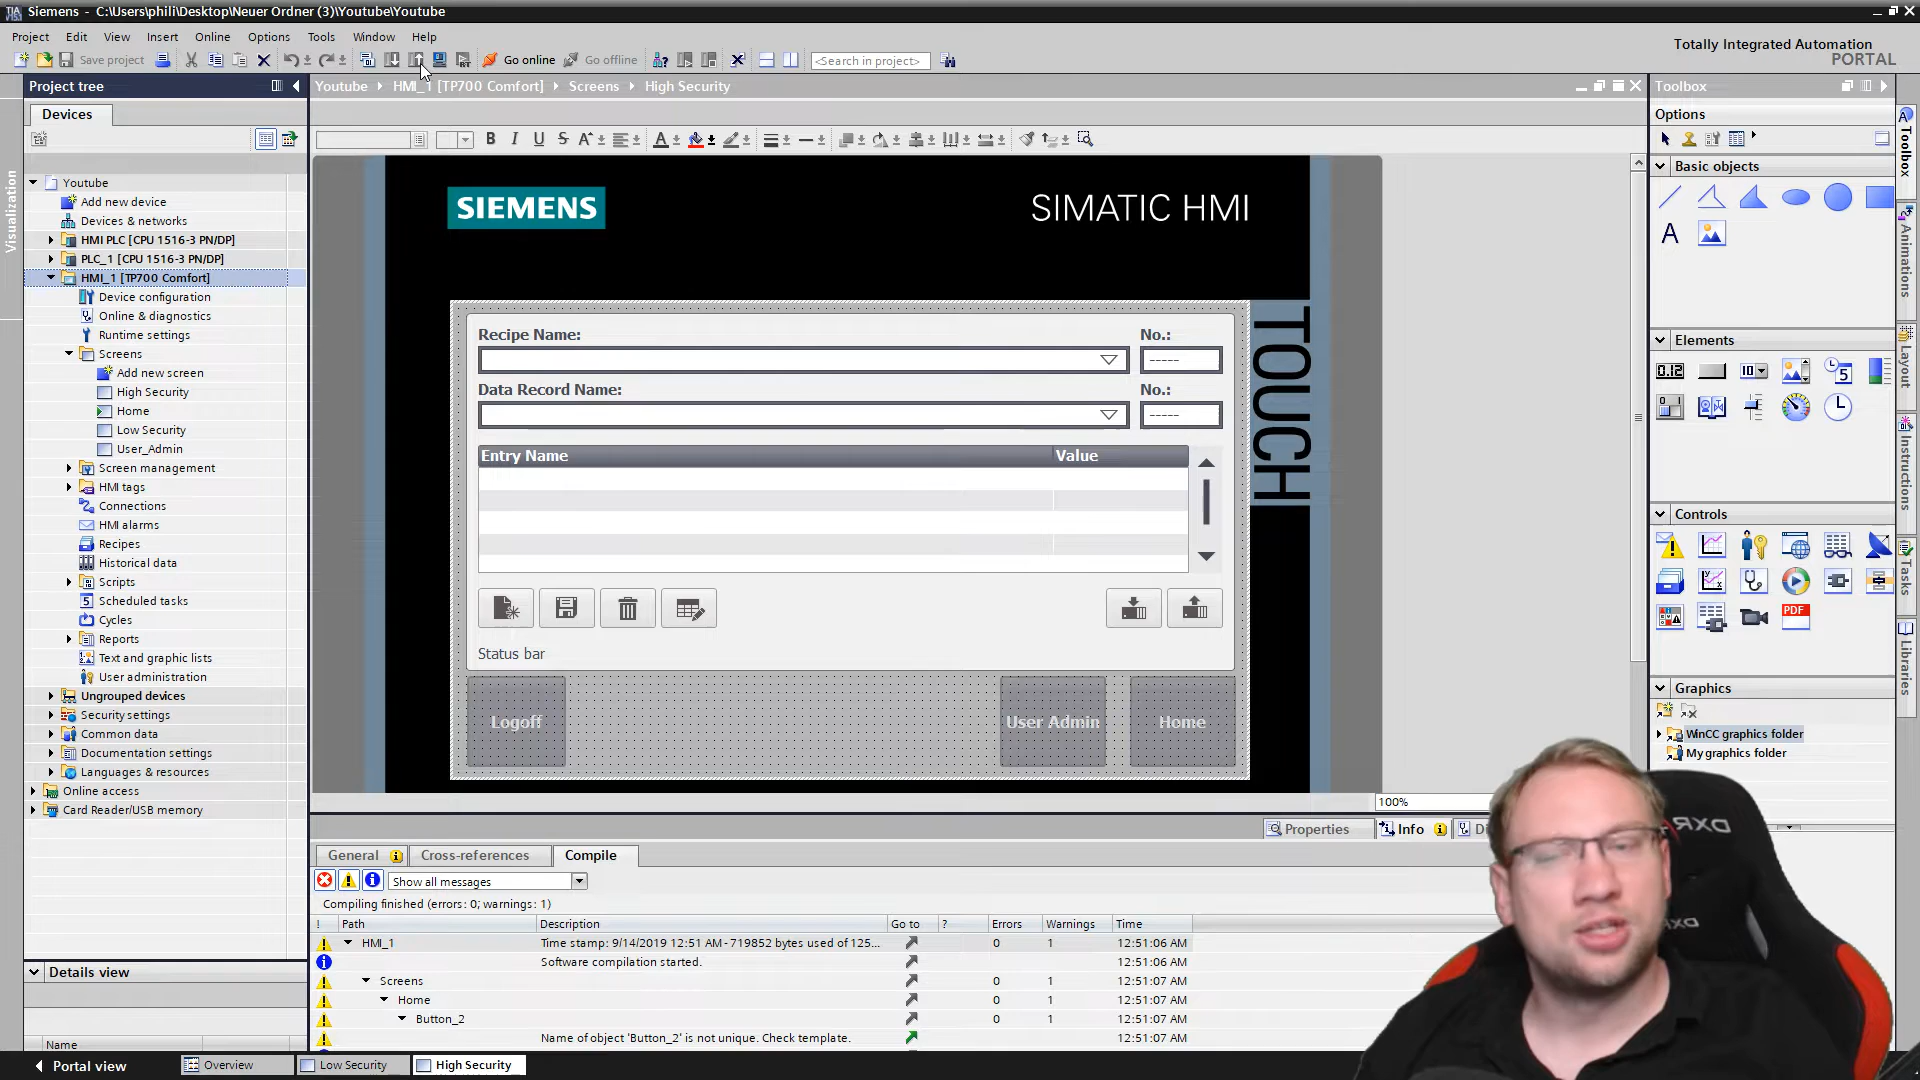 Siemens - C:\Users\phili\Desktop\Neuer Ordner (3)\Youtube\Youtube
Project Edit View Insert Online Options Tools Window Help
Totally Integrated Automation
PORTAL
Save project Go online Go offline <Search in project>
Project tree
Youtube HMI_1 [TP700 Comfort] Screens High Security
Toolbox
Devices
Options
Visualization
Youtube
Add new device
Devices & networks
HMI PLC [CPU 1516-3 PN/DP]
PLC_1 [CPU 1516-3 PN/DP]
HMI_1 [TP700 Comfort]
Device configuration
Online & diagnostics
Runtime settings
Screens
Add new screen
High Security
Home
Low Security
User_Admin
Screen management
HMI tags
Connections
HMI alarms
Recipes
Historical data
Scripts
Scheduled tasks
Cycles
Reports
Text and graphic lists
User administration
Ungrouped devices
Security settings
Common data
Documentation settings
Languages & resources
Online access
Card Reader/USB memory
Details view
Name
SIEMENS
SIMATIC HMI
TOUCH
Recipe Name: No.:
-----
Data Record Name: No.:
-----
Entry Name Value
Status bar
Logoff User Admin Home
100%
Basic objects
Elements
Controls
PDF
Graphics
WinCC graphics folder
My graphics folder
Toolbox
Animations
Layout
Instructions
Tasks
Libraries
Properties Info
General Cross-references Compile
Show all messages
Compiling finished (errors: 0; warnings: 1)
! Path Description Go to ? Errors Warnings Time
HMI_1 Time stamp: 9/14/2019 12:51 AM - 719852 bytes used of 125... 0 1 12:51:06 AM
Software compilation started. 12:51:06 AM
Screens 0 1 12:51:07 AM
Home 0 1 12:51:07 AM
Button_2 0 1 12:51:07 AM
Name of object 'Button_2' is not unique. Check template. 12:51:07 AM
Portal view Overview Low Security High Security